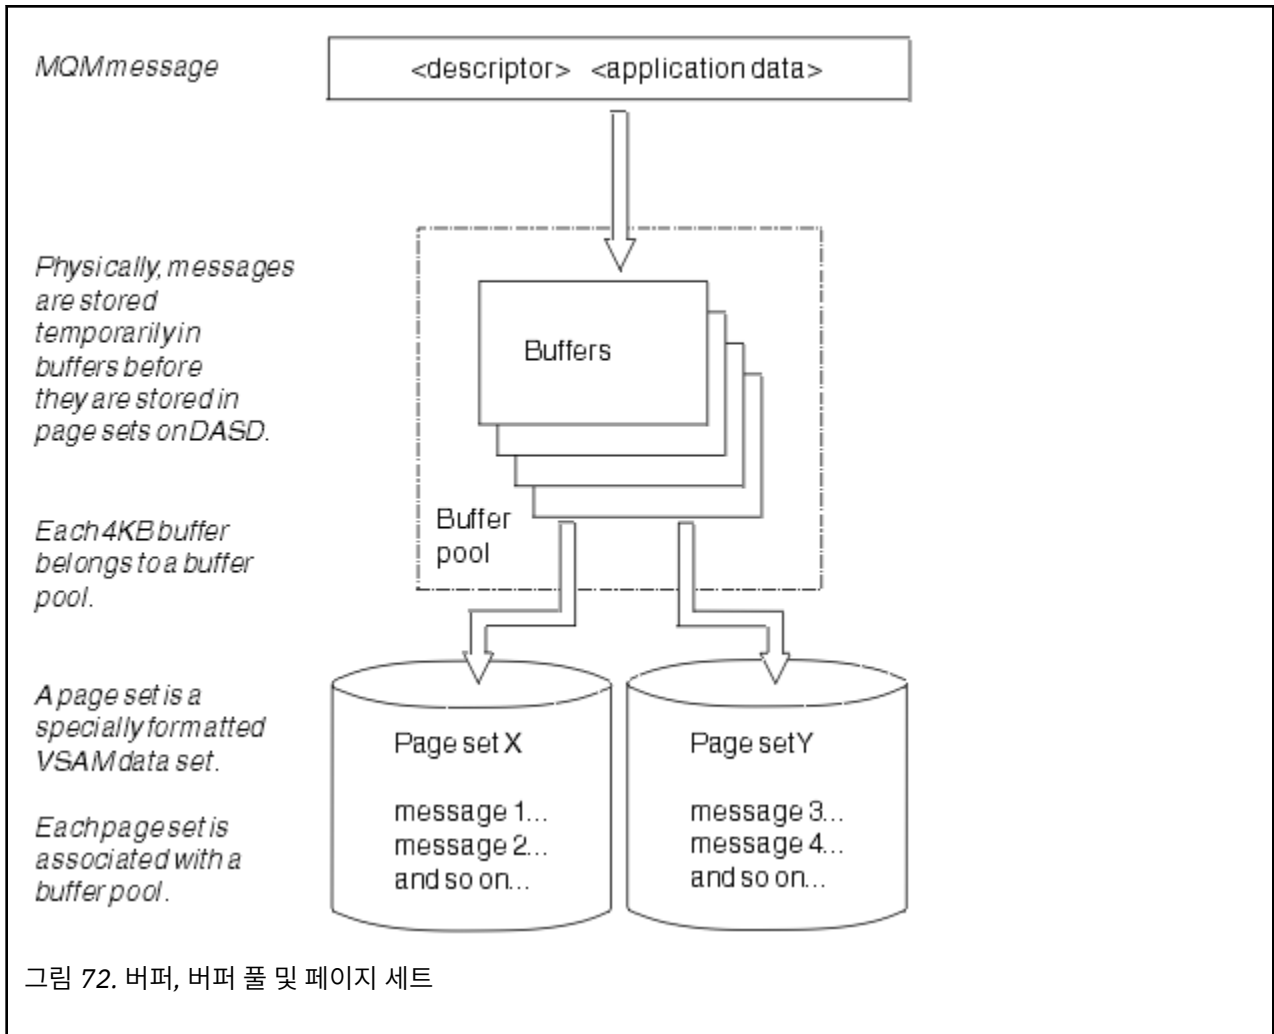 MQM message
<descriptor> <application data>
Physically, messages
are stored
temporarily in
buffers before
they are stored in
page sets on DASD.
Buffers
Buffer
pool
Each 4KB buffer
belongs to a buffer
pool.
A page set is a
specially formatted
VSAM data set.
Each page set is
associated with a
buffer pool.
Page set X
message 1...
message 2...
and so on...
Page set Y
message 3...
message 4...
and so on...
그림 72. 버퍼, 버퍼 풀 및 페이지 세트